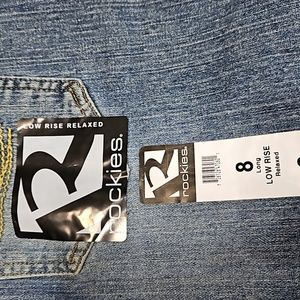 LOW RISE RELAXED
R
rockies.
R
rockies.
8
Long
LOW RISE
Relaxed